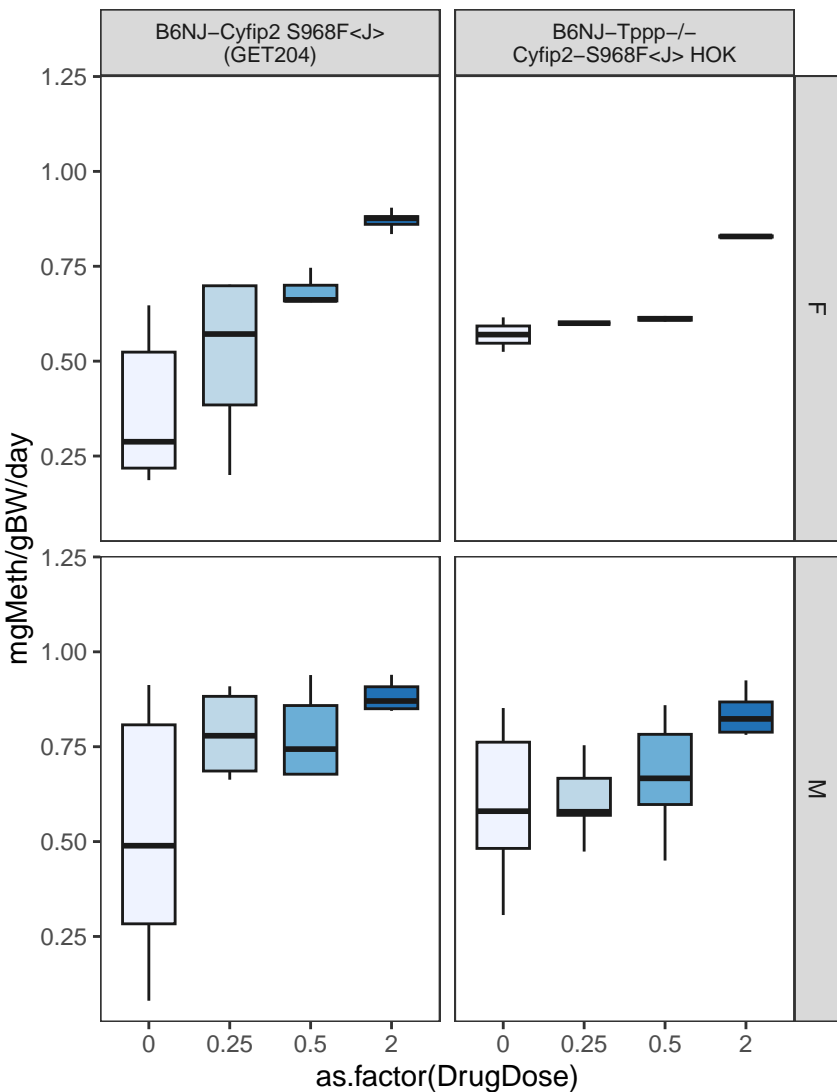 B6NJ−Cyfip2 S968F<J>
(GET204)
B6NJ−Tppp−/−
Cyfip2−S968F<J> HOK
1.25
1.00
0.75
0.50
0.25
F
mgMeth/gBW/day
1.25
1.00
0.75
0.50
0.25
M
0 0.25 0.5 2
0 0.25 0.5 2
as.factor(DrugDose)